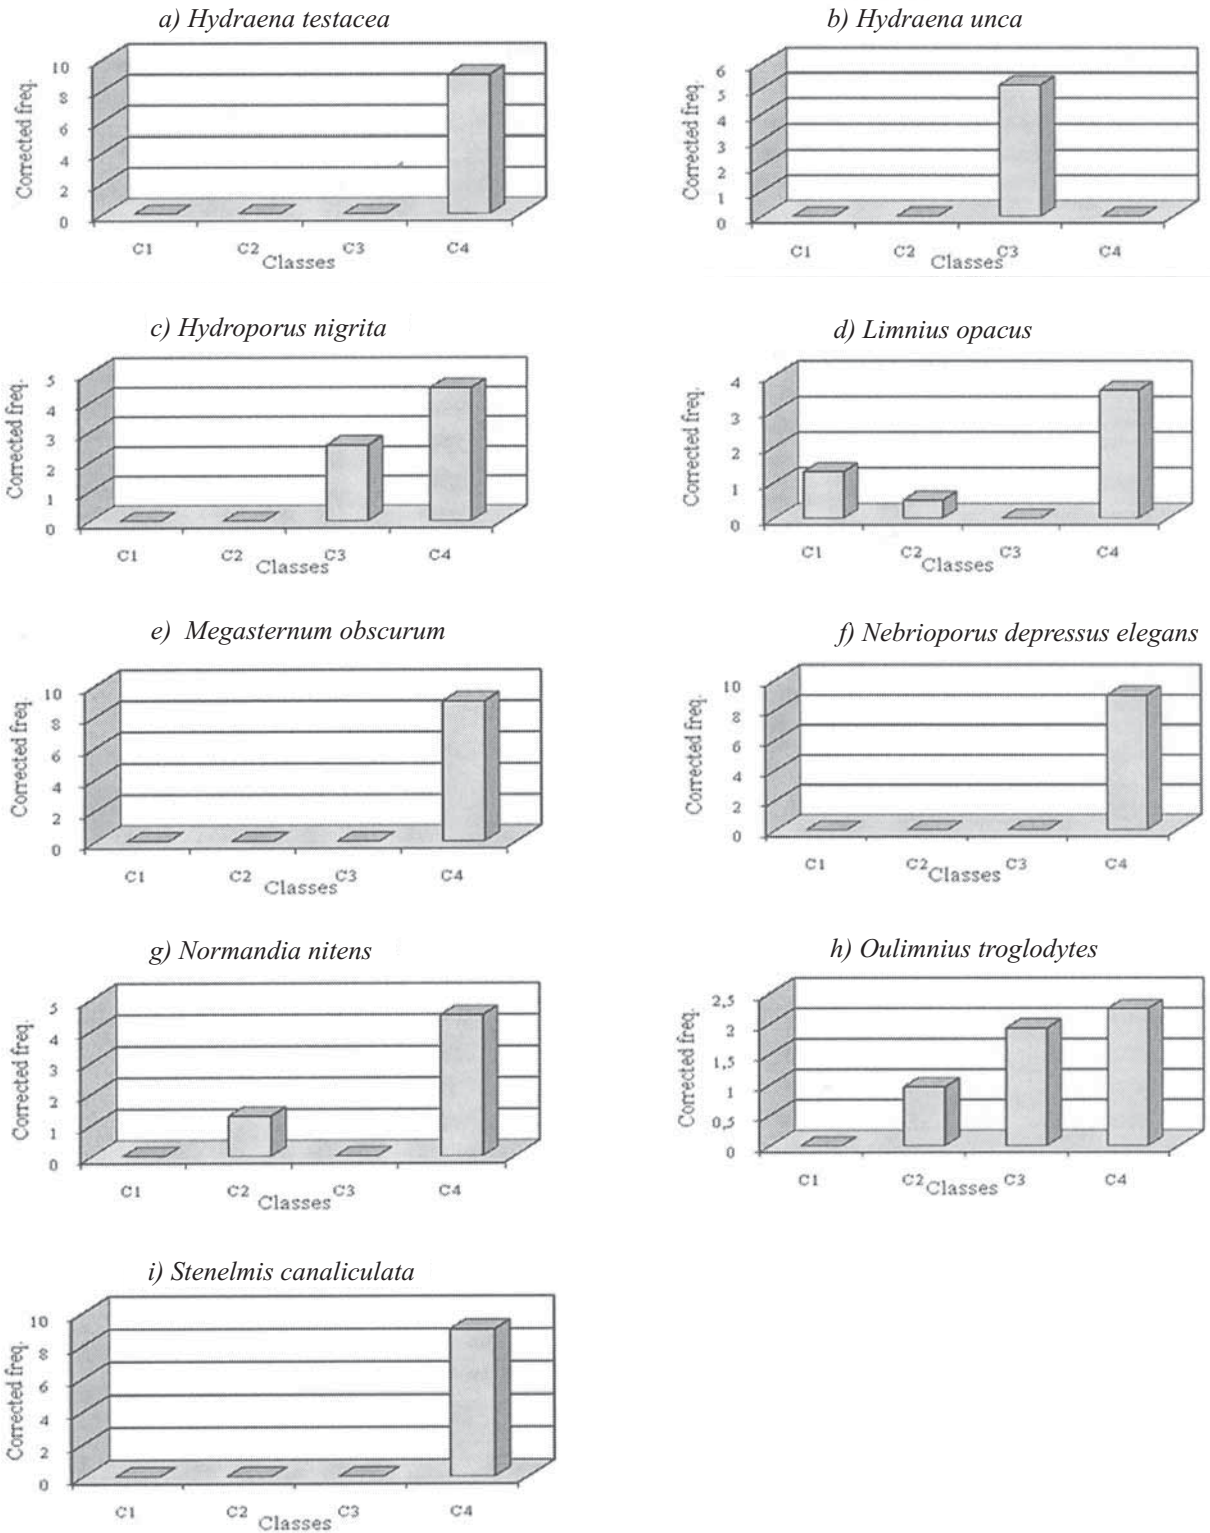 a) Hydraena testacea
Corrected freq.
10
8
6
4
2
0
C1 C2 C3 C4
Classes
b) Hydraena unca
Corrected freq.
6
5
4
3
2
1
0
C1 C2 C3 C4
Classes
c) Hydroporus nigrita
Corrected freq.
5
4
3
2
1
0
C1 C2 C3 C4
Classes
d) Limnius opacus
Corrected freq.
4
3
2
1
0
C1 C2 C3 C4
Classes
e) Megasternum obscurum
Corrected freq.
10
8
6
4
2
0
C1 C2 C3 C4
Classes
f) Nebrioporus depressus elegans
Corrected freq.
10
8
6
4
2
0
C1 C2 C3 C4
Classes
g) Normandia nitens
Corrected freq.
5
4
3
2
1
0
C1 C2 C3 C4
Classes
h) Oulimnius troglodytes
Corrected freq.
2,5
2
1,5
1
0,5
0
C1 C2 C3 C4
Classes
i) Stenelmis canaliculata
Corrected freq.
10
8
6
4
2
0
C1 C2 C3 C4
Classes